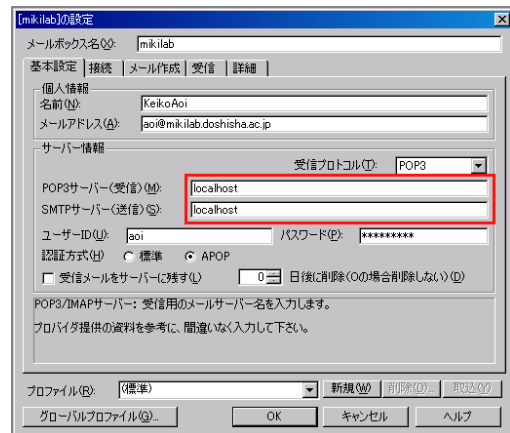 [mikilab]の設定
メールボックス名(X): mikilab
基本設定 接続 メール作成 受信 詳細
個人情報
名前(N): KeikoAoi
メールアドレス(A): aoi@mikilab.doshisha.ac.jp
サーバー情報
受信プロトコル(T): POP3
POP3サーバー(受信)(M): localhost
SMTPサーバー(送信)(S): localhost
ユーザーID(U): aoi パスワード(P): *********
認証方式(H) 標準 APOP
受信メールをサーバーに残す(L) 0 日後に削除(0の場合削除しない)(D)
POP3/IMAPサーバー: 受信用のメールサーバー名を入力します。
プロバイダ提供の資料を参考に、間違いなく入力して下さい。
プロファイル(R): (標準) 新規(W) 削除(O)... 取込(Y)
グローバルプロファイル(G)... OK キャンセル ヘルプ